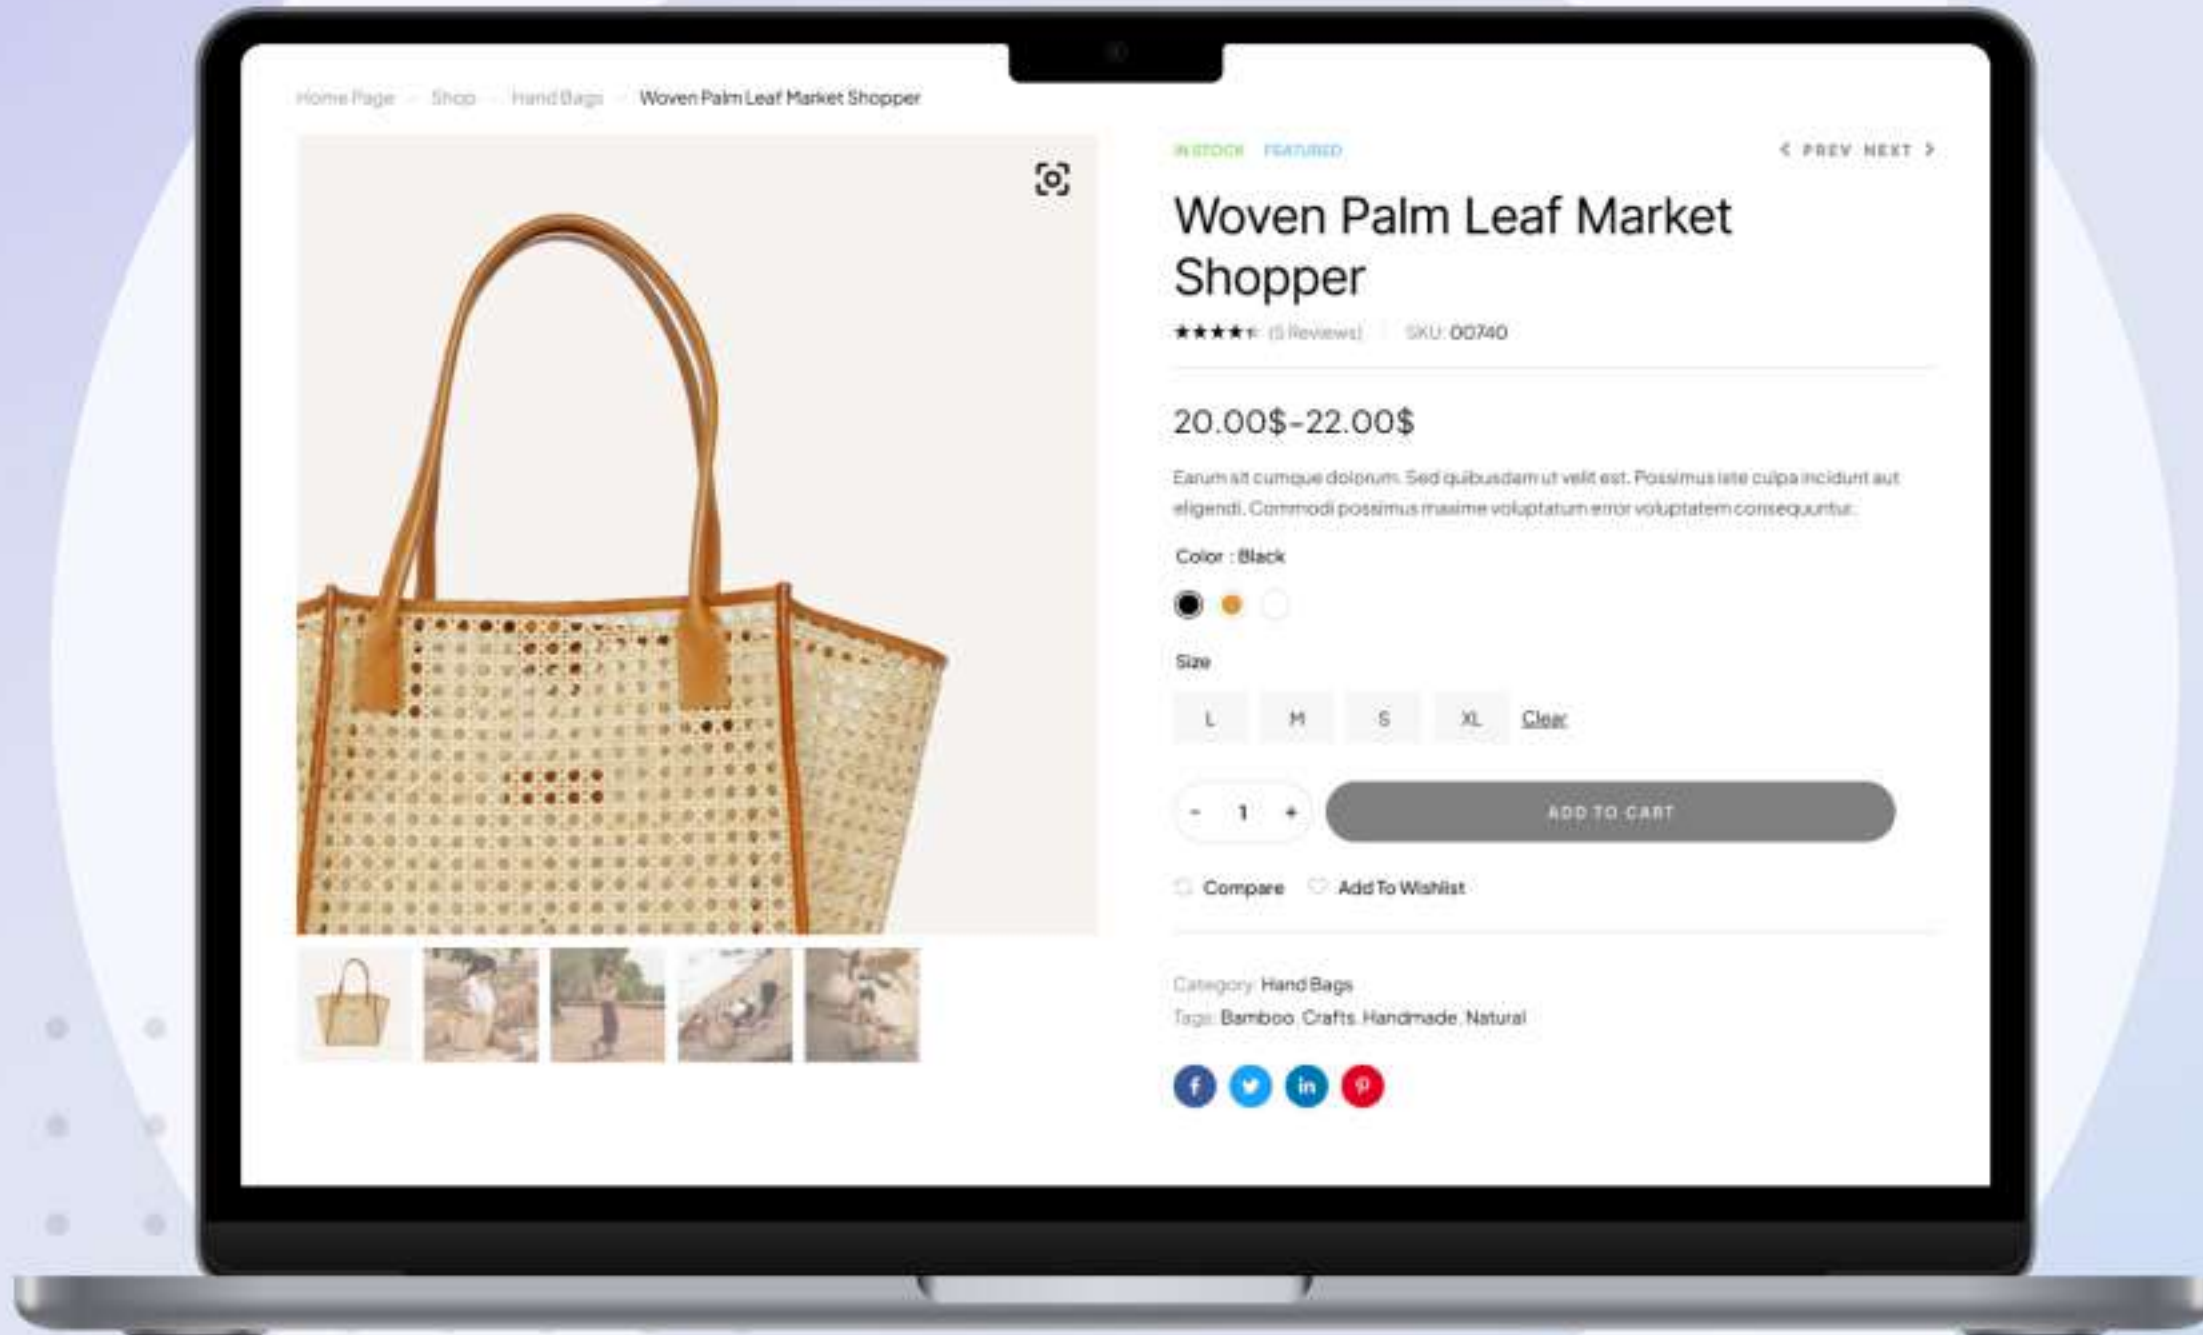 Home Page Shop Hand Bags Woven Palm Leaf Market Shopper
IN STOCK FEATURED
< PREV NEXT >
Woven Palm Leaf Market
Shopper
(5 Reviews) SKU: 00740
20.00$-22.00$
Earum sit cumque dolorum. Sed quibusdam ut velit est. Possimus iste culpa incidunt aut
eligendi. Commodi possimus maxime voluptatum error voluptatem consequuntur.
Color : Black
Size
L M S XL Clear
- 1 + ADD TO CART
Compare Add To Wishlist
Category: Hand Bags
Tags: Bamboo, Crafts, Handmade, Natural
f in